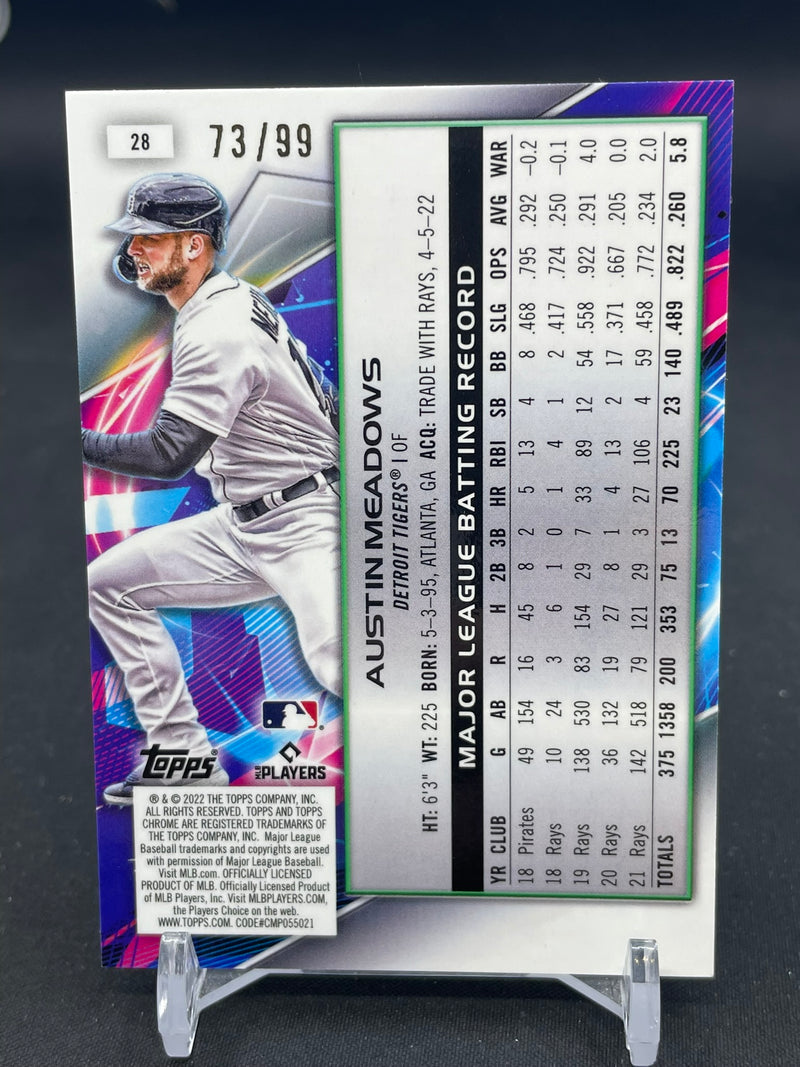 28
73/99
AUSTIN MEADOWS
DETROIT TIGERS® | OF
HT: 6'3" WT: 225 BORN: 5-3-95, ATLANTA, GA ACQ: TRADE WITH RAYS, 4-5-22
MAJOR LEAGUE BATTING RECORD
YR CLUB G AB R H 2B 3B HR RBI SB BB SLG OPS AVG WAR
18 Pirates 49 154 16 45 8 2 5 13 4 8 .468 .795 .292 -0.2
18 Rays 10 24 3 6 1 0 1 4 1 2 .417 .724 .250 -0.1
19 Rays 138 530 83 154 29 7 33 89 12 54 .558 .922 .291 4.0
20 Rays 36 132 19 27 8 1 4 13 2 17 .371 .667 .205 0.0
21 Rays 142 518 79 121 29 3 27 106 4 59 .458 .772 .234 2.0
TOTALS 375 1358 200 353 75 13 70 225 23 140 .489 .822 .260 5.8
Topps®
MLB PLAYERS
® & © 2022 THE TOPPS COMPANY, INC.
ALL RIGHTS RESERVED. TOPPS AND TOPPS
CHROME ARE REGISTERED TRADEMARKS OF
THE TOPPS COMPANY, INC. Major League
Baseball trademarks and copyrights are used
with permission of Major League Baseball.
Visit MLB.com. OFFICIALLY LICENSED
PRODUCT OF MLB. Officially Licensed Product
of MLB Players, Inc. Visit MLBPLAYERS.COM,
the Players Choice on the web.
WWW.TOPPS.COM. CODE#CMP055021